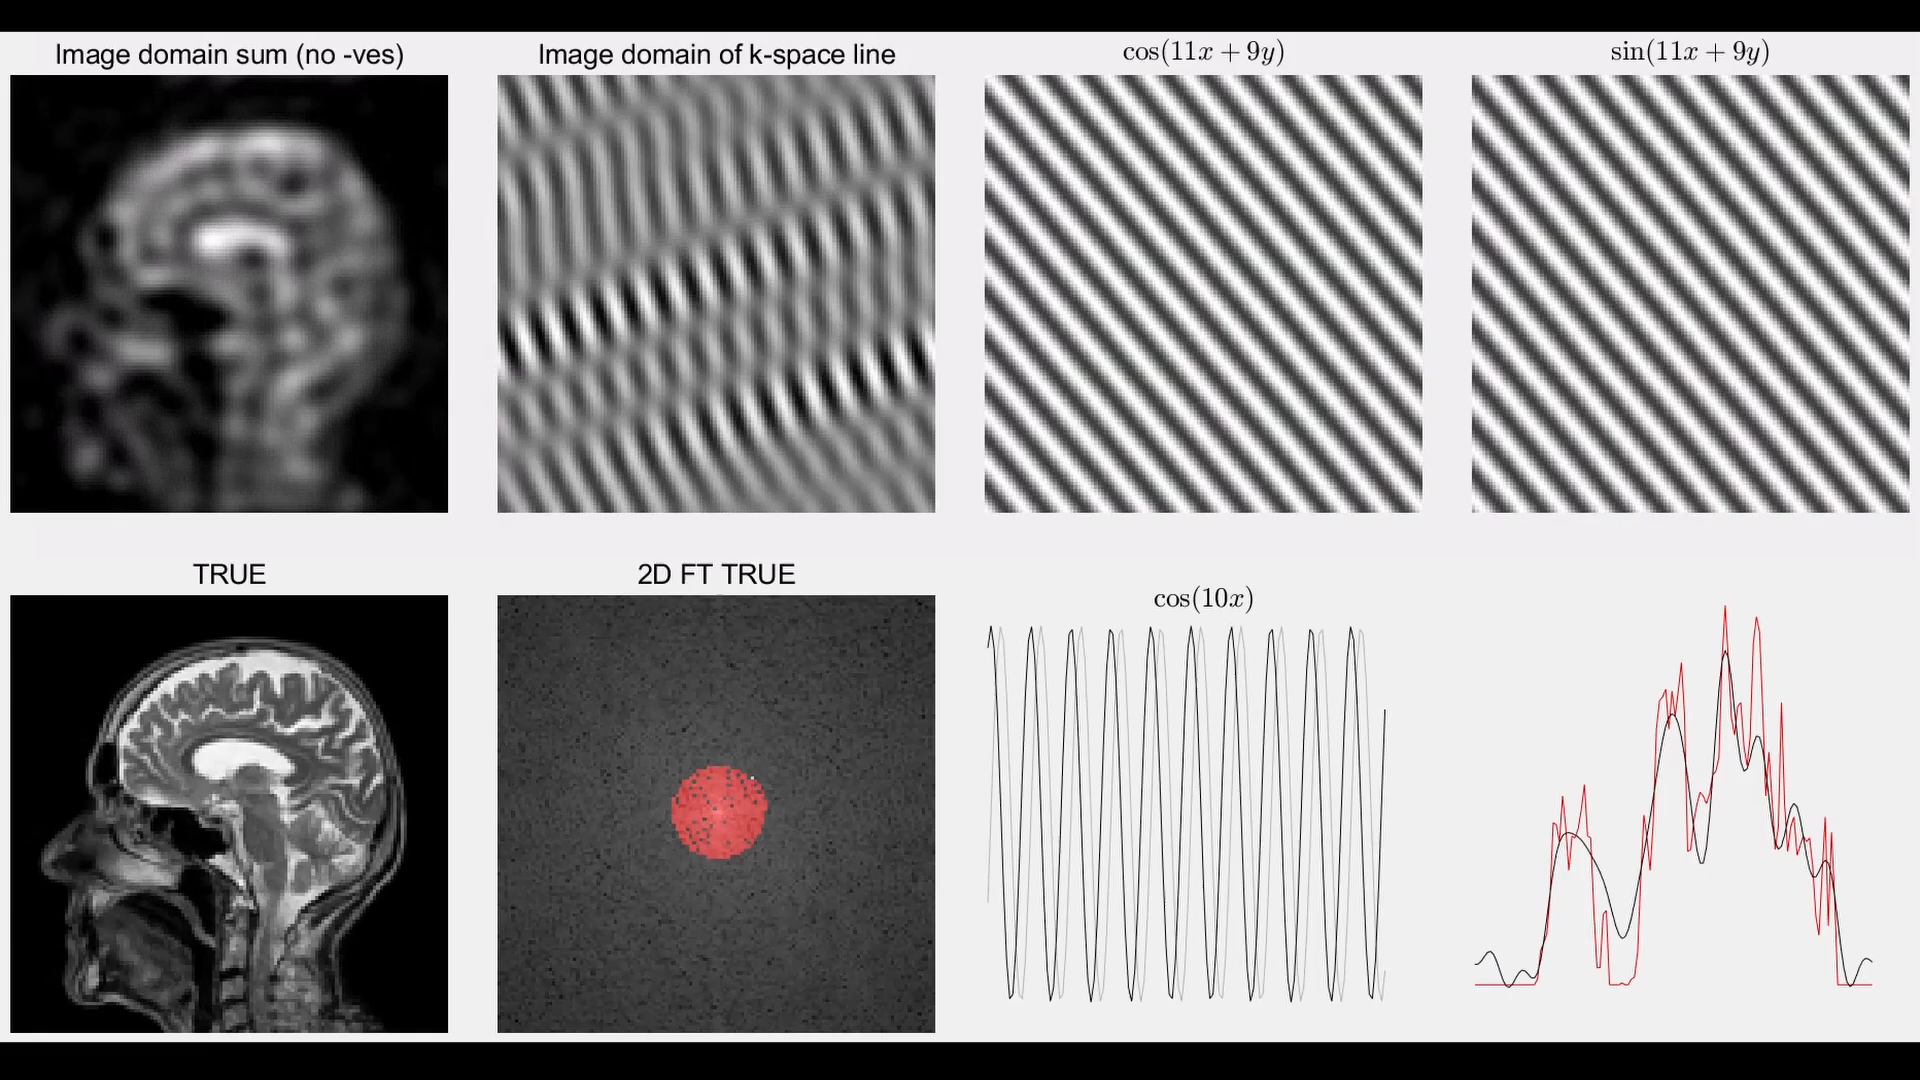 Image domain sum (no -ves)
Image domain of k-space line
cos(11x + 9y)
sin(11x + 9y)
TRUE
2D FT TRUE
cos(10x)